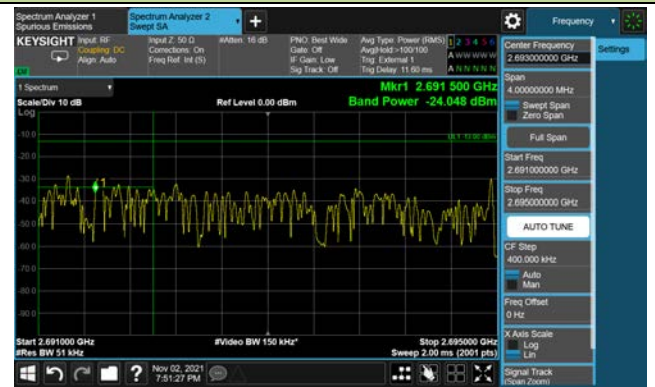 Spectrum Analyzer 1
Spurious Emissions
Spectrum Analyzer 2
Swept SA
Frequency
KEYSIGHT
Input: RF
Coupling: DC
Align: Auto
Input Z: 50 Ω
Corrections: On
Freq Ref: Int (S)
#Atten: 16 dB
PNO: Best Wide
Gate: Off
IF Gain: Low
Sig Track: Off
Avg Type: Power (RMS)
Avg|Hold:>100/100
Trig: External 1
Trig Delay: 11.60 ms
1 2 3 4 5 6
A W W W W W
A N N N N N
Center Frequency
2.693000000 GHz
Settings
Span
4.00000000 MHz
Swept Span
Zero Span
Full Span
Start Freq
2.691000000 GHz
Stop Freq
2.695000000 GHz
AUTO TUNE
CF Step
400.000 kHz
Auto
Man
Freq Offset
0 Hz
X Axis Scale
Log
Lin
Signal Track
(Span Zoom)
1 Spectrum
Scale/Div 10 dB
Log
Ref Level 0.00 dBm
Mkr1 2.691 500 GHz
Band Power -24.048 dBm
DL1 -13.00 dBm
-10.0
-20.0
-30.0
-40.0
-50.0
-60.0
-70.0
-80.0
-90.0
1
Start 2.691000 GHz
#Res BW 51 kHz
#Video BW 150 kHz*
Stop 2.695000 GHz
Sweep 2.00 ms (2001 pts)
Nov 02, 2021
7:51:27 PM